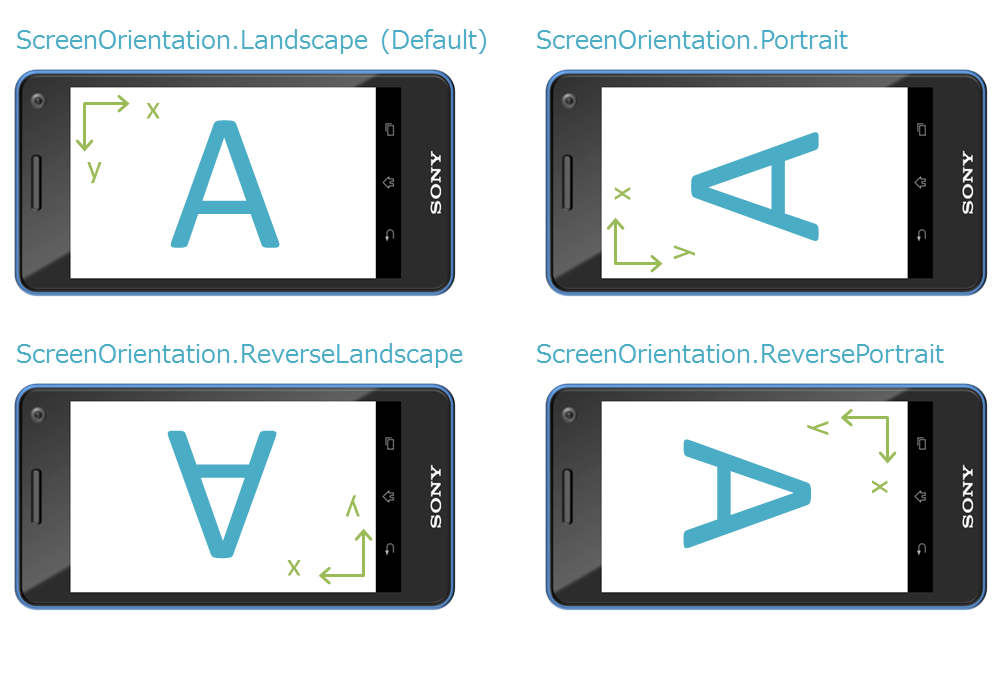 ScreenOrientation.Landscape (Default)
x
y
A
SONY
ScreenOrientation.Portrait
x
y
A
SONY
ScreenOrientation.ReverseLandscape
A
y
x
SONY
ScreenOrientation.ReversePortrait
y
x
A
SONY